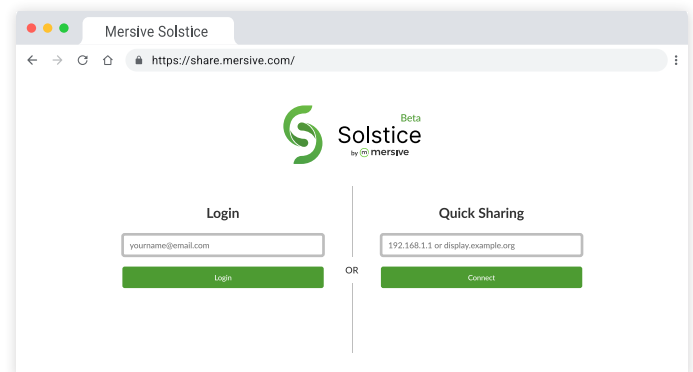 Mersive Solstice
https://share.mersive.com/
Beta
Solstice
by m mersive
Login
yourname@email.com
Login
OR
Quick Sharing
192.168.1.1 or display.example.org
Connect